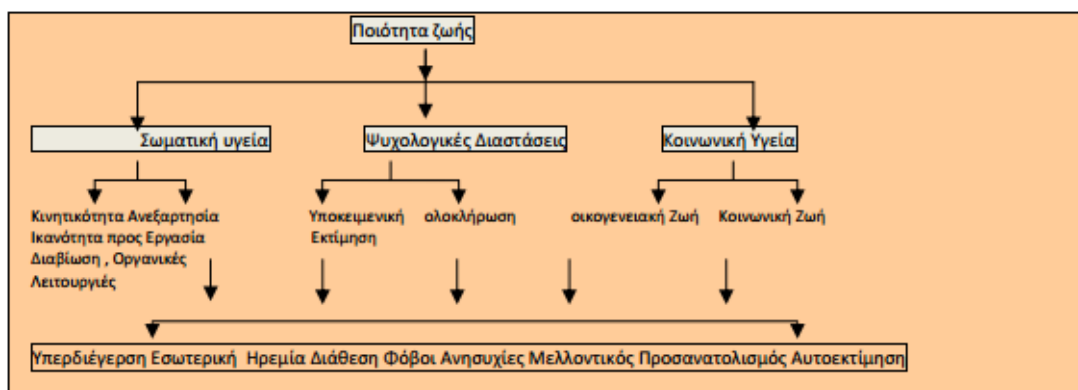 Ποιότητα ζωής
Σωματική υγεία
Ψυχολογικές Διαστάσεις
Κοινωνική Υγεία
Κινητικότητα Ανεξαρτησία
Ικανότητα προς Εργασία
Διαβίωση , Οργανικές
Λειτουργιές
Υποκειμενική
Εκτίμηση
ολοκλήρωση
οικογενειακή Ζωή
Κοινωνική Ζωή
Υπερδιέγερση Εσωτερική Ηρεμία Διάθεση Φόβοι Ανησυχίες Μελλοντικός Προσανατολισμός Αυτοεκτίμηση